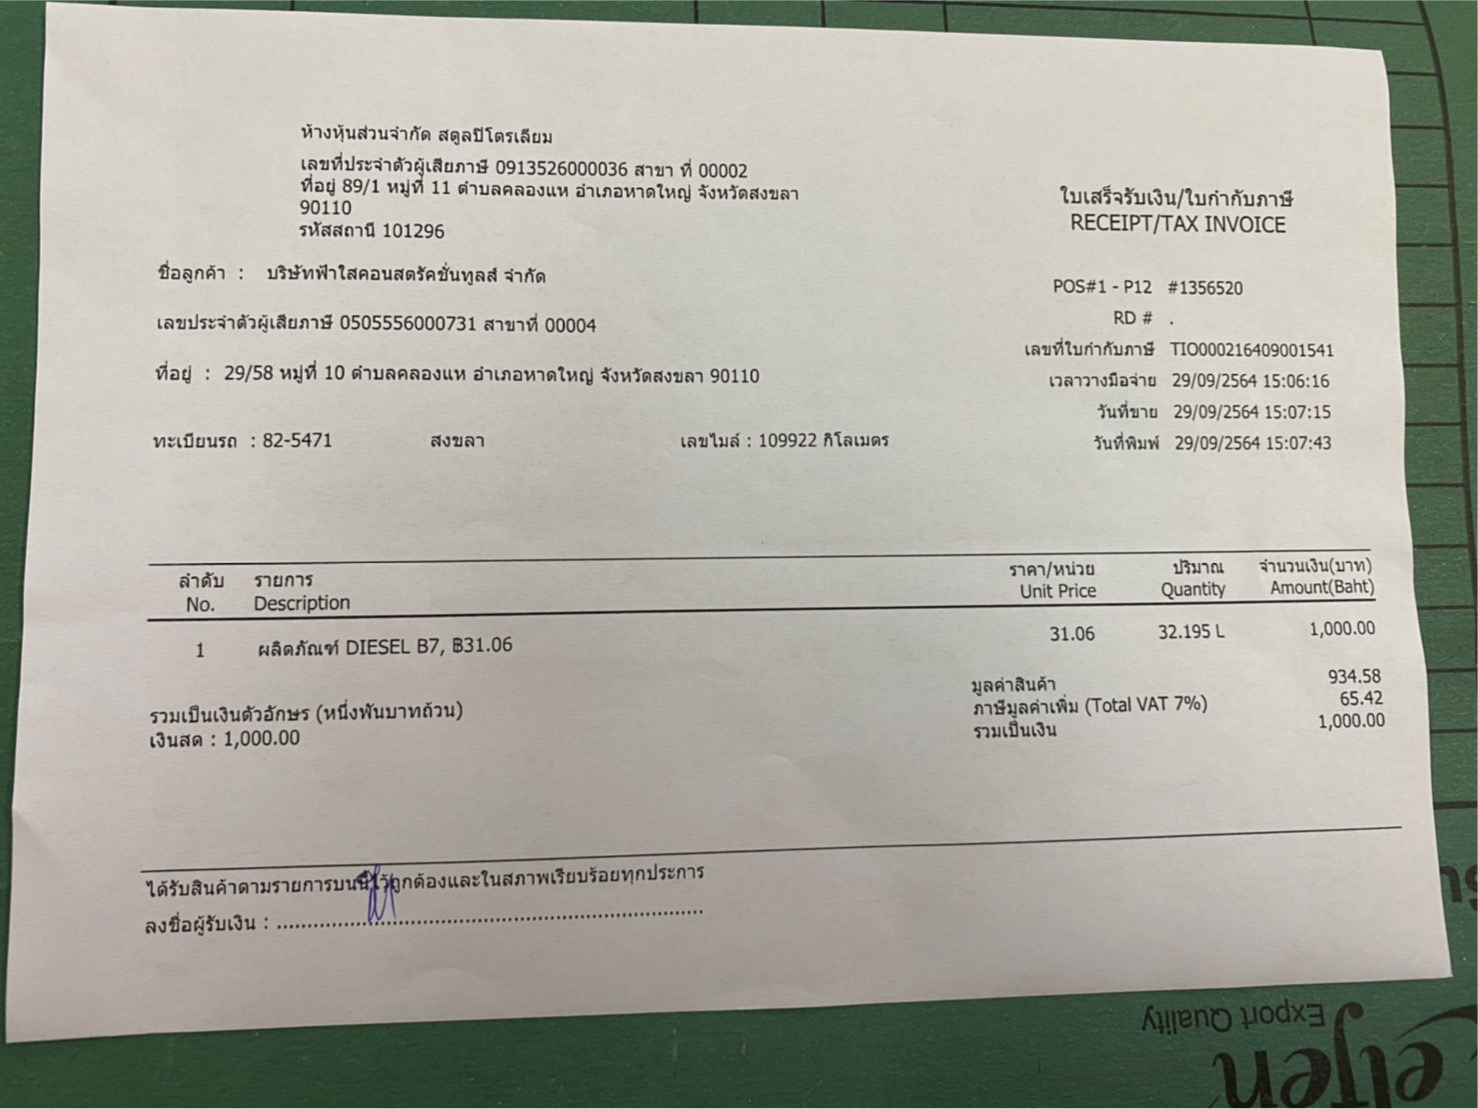 ห้างหุ้นส่วนจำกัด สตูลปิโตรเลียม
เลขที่ประจำตัวผู้เสียภาษี 0913526000036 สาขา ที่ 00002
ที่อยู่ 89/1 หมู่ที่ 11 ตำบลคลองแห อำเภอหาดใหญ่ จังหวัดสงขลา
90110
รหัสสถานี 101296
ใบเสร็จรับเงิน/ใบกำกับภาษี
RECEIPT/TAX INVOICE
ชื่อลูกค้า : บริษัทฟ้าใสคอนสตรัคชั่นทูลส์ จำกัด
POS#1 - P12 #1356520
RD # .
เลขประจำตัวผู้เสียภาษี 0505556000731 สาขาที่ 00004
เลขที่ใบกำกับภาษี TIO000216409001541
ที่อยู่ : 29/58 หมู่ที่ 10 ตำบลคลองแห อำเภอหาดใหญ่ จังหวัดสงขลา 90110
เวลาวางมือจ่าย 29/09/2564 15:06:16
วันที่ขาย 29/09/2564 15:07:15
ทะเบียนรถ : 82-5471 สงขลา เลขไมล์ : 109922 กิโลเมตร
วันที่พิมพ์ 29/09/2564 15:07:43
ลำดับ รายการ ราคา/หน่วย ปริมาณ จำนวนเงิน(บาท)
No. Description Unit Price Quantity Amount(Baht)
1 ผลิตภัณฑ์ DIESEL B7, ฿31.06 31.06 32.195 L 1,000.00
มูลค่าสินค้า 934.58
ภาษีมูลค่าเพิ่ม (Total VAT 7%) 65.42
รวมเป็นเงิน 1,000.00
รวมเป็นเงินตัวอักษร (หนึ่งพันบาทถ้วน)
เงินสด : 1,000.00
ได้รับสินค้าตามรายการบนนี้ไว้ถูกต้องและในสภาพเรียบร้อยทุกประการ
ลงชื่อผู้รับเงิน : ......................................................................
Export Quality